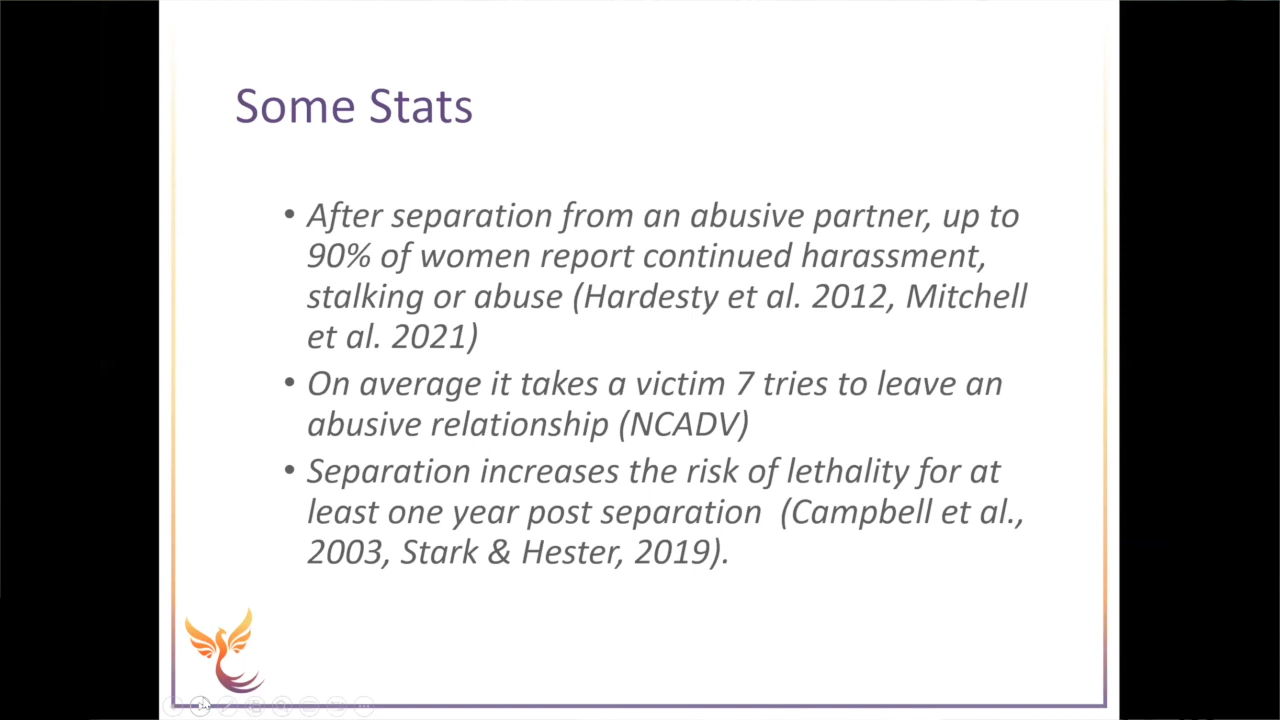 Some Stats
• After separation from an abusive partner, up to
90% of women report continued harassment,
stalking or abuse (Hardesty et al. 2012, Mitchell
et al. 2021)
• On average it takes a victim 7 tries to leave an
abusive relationship (NCADV)
• Separation increases the risk of lethality for at
least one year post separation  (Campbell et al.,
2003, Stark & Hester, 2019).